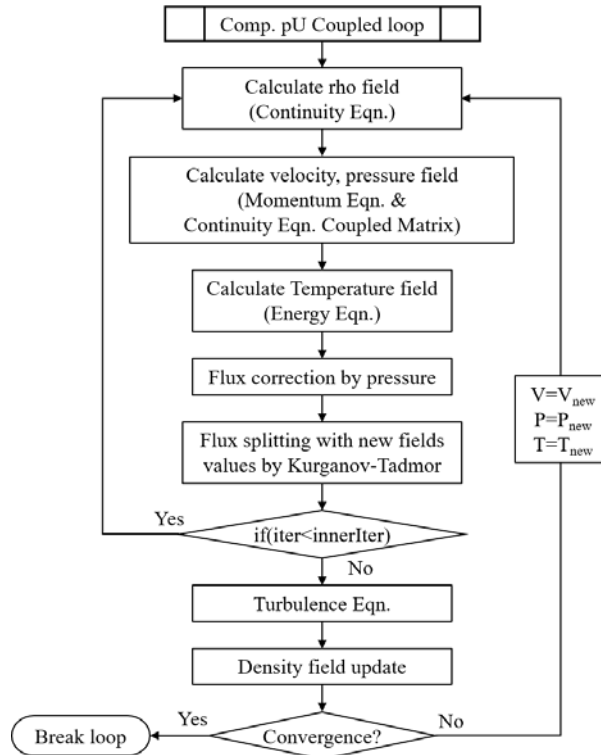 Comp. pU Coupled loop
Calculate rho field
(Continuity Eqn.)
Calculate velocity, pressure field
(Momentum Eqn. &
Continuity Eqn. Coupled Matrix)
Calculate Temperature field
(Energy Eqn.)
Flux correction by pressure
V=Vnew
P=Pnew
T=Tnew
Flux splitting with new fields
values by Kurganov-Tadmor
Yes
if(iter<innerIter)
No
Turbulence Eqn.
Density field update
Break loop
Yes
Convergence?
No